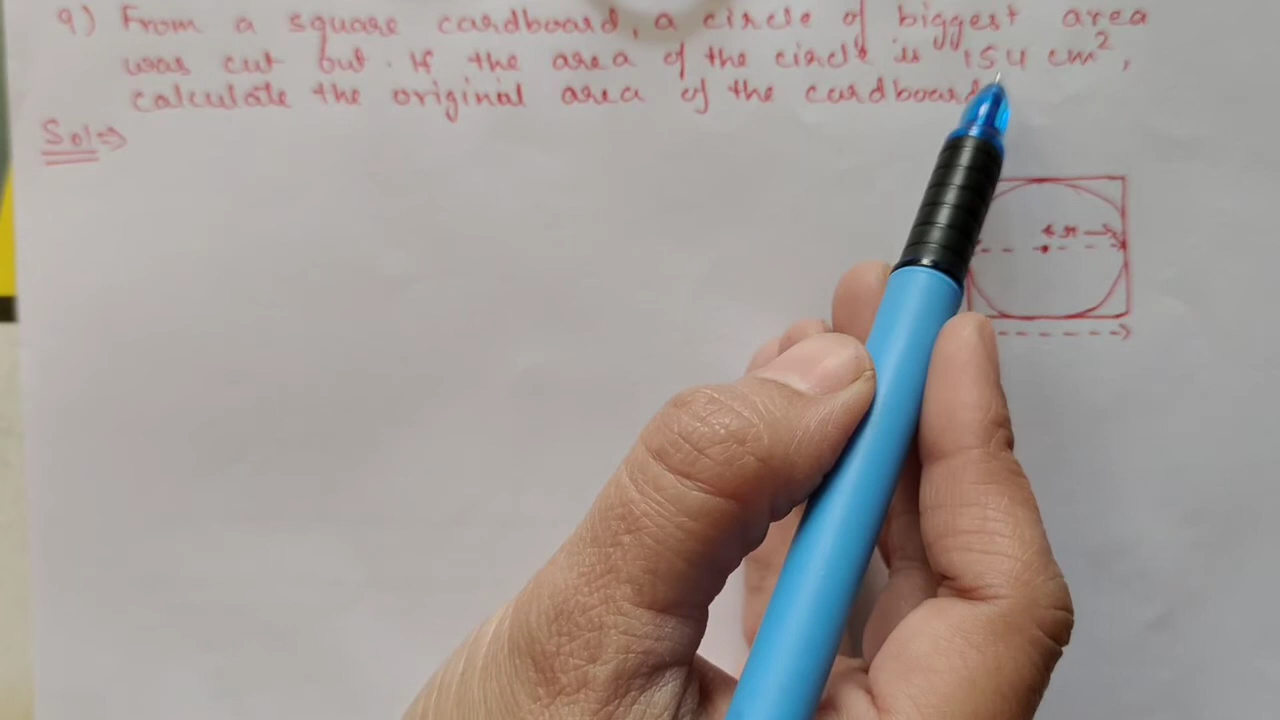 9) From a square cardboard, a circle of biggest area
was cut out. If the area of the circle is 154 cm²,
calculate the original area of the cardboard
Sol⇒
r